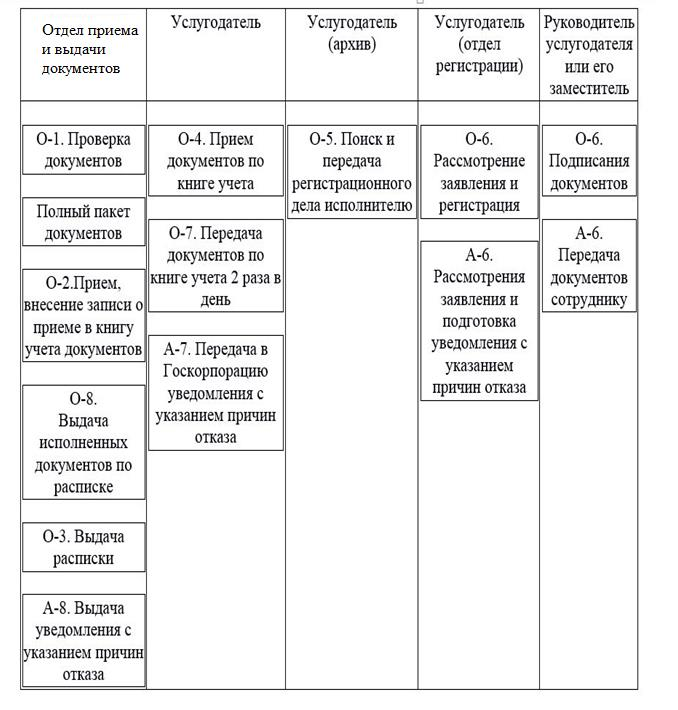 Отдел приема
и выдачи
документов
Услугодатель
Услугодатель
(архив)
Услугодатель
(отдел
регистрации)
Руководитель
услугодателя
или его
заместитель
О-1. Проверка
документов
Полный пакет
документов
О-2.Прием,
внесение записи о
приеме в книгу
учета документов
О-8.
Выдача
исполненных
документов по
расписке
О-3. Выдача
расписки
А-8. Выдача
уведомления с
указанием причин
отказа
О-4. Прием
документов по
книге учета
О-7. Передача
документов по
книге учета 2 раза в
день
А-7. Передача в
Госкорпорацию
уведомления с
указанием причин
отказа
О-5. Поиск и
передача
регистрационного
дела исполнителю
О-6.
Рассмотрение
заявления и
регистрация
А-6.
Рассмотрения
заявления и
подготовка
уведомления с
указанием
причин отказа
О-6.
Подписания
документов
А-6.
Передача
документов
сотруднику